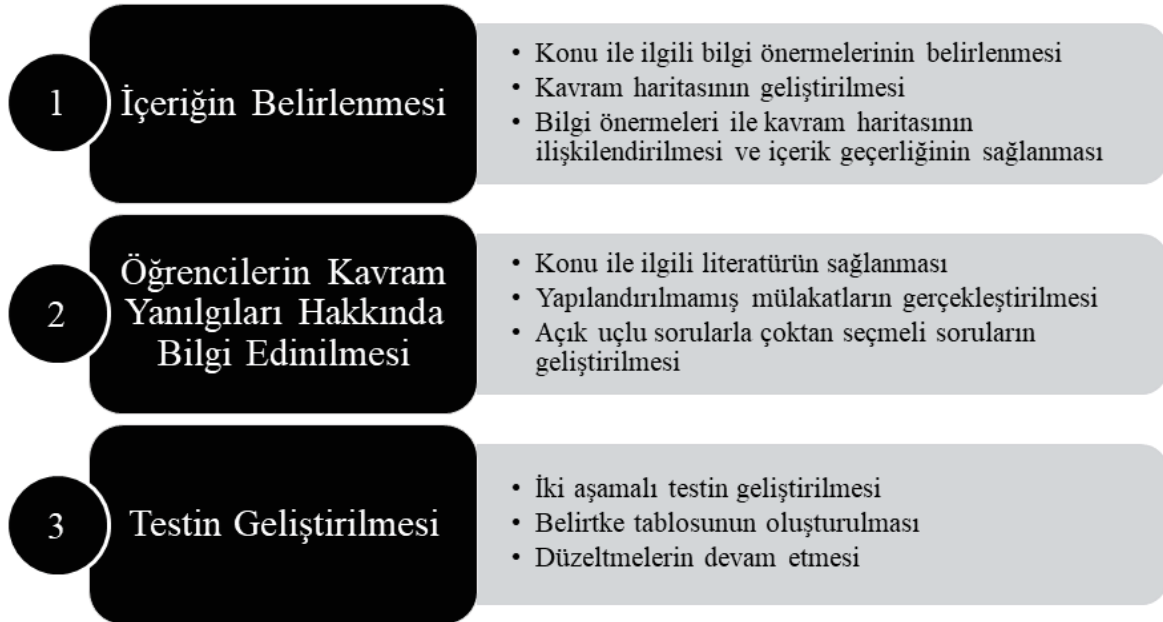 1
İçeriğin Belirlenmesi
• Konu ile ilgili bilgi önermelerinin belirlenmesi
• Kavram haritasının geliştirilmesi
• Bilgi önermeleri ile kavram haritasının
ilişkilendirilmesi ve içerik geçerliğinin sağlanması
2
Öğrencilerin Kavram
Yanılgıları Hakkında
Bilgi Edinilmesi
• Konu ile ilgili literatürün sağlanması
• Yapılandırılmamış mülakatların gerçekleştirilmesi
• Açık uçlu sorularla çoktan seçmeli soruların
geliştirilmesi
3
Testin Geliştirilmesi
• İki aşamalı testin geliştirilmesi
• Belirtke tablosunun oluşturulması
• Düzeltmelerin devam etmesi